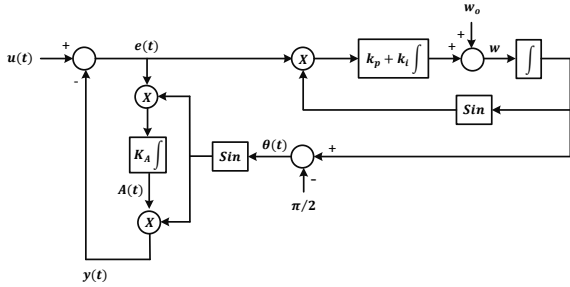 w_o
+
+ e(t) + w
u(t) X k_p + k_i ∫ + ∫
-
X Sin
θ(t) +
K_A ∫ Sin
-
A(t) π/2
X
y(t)